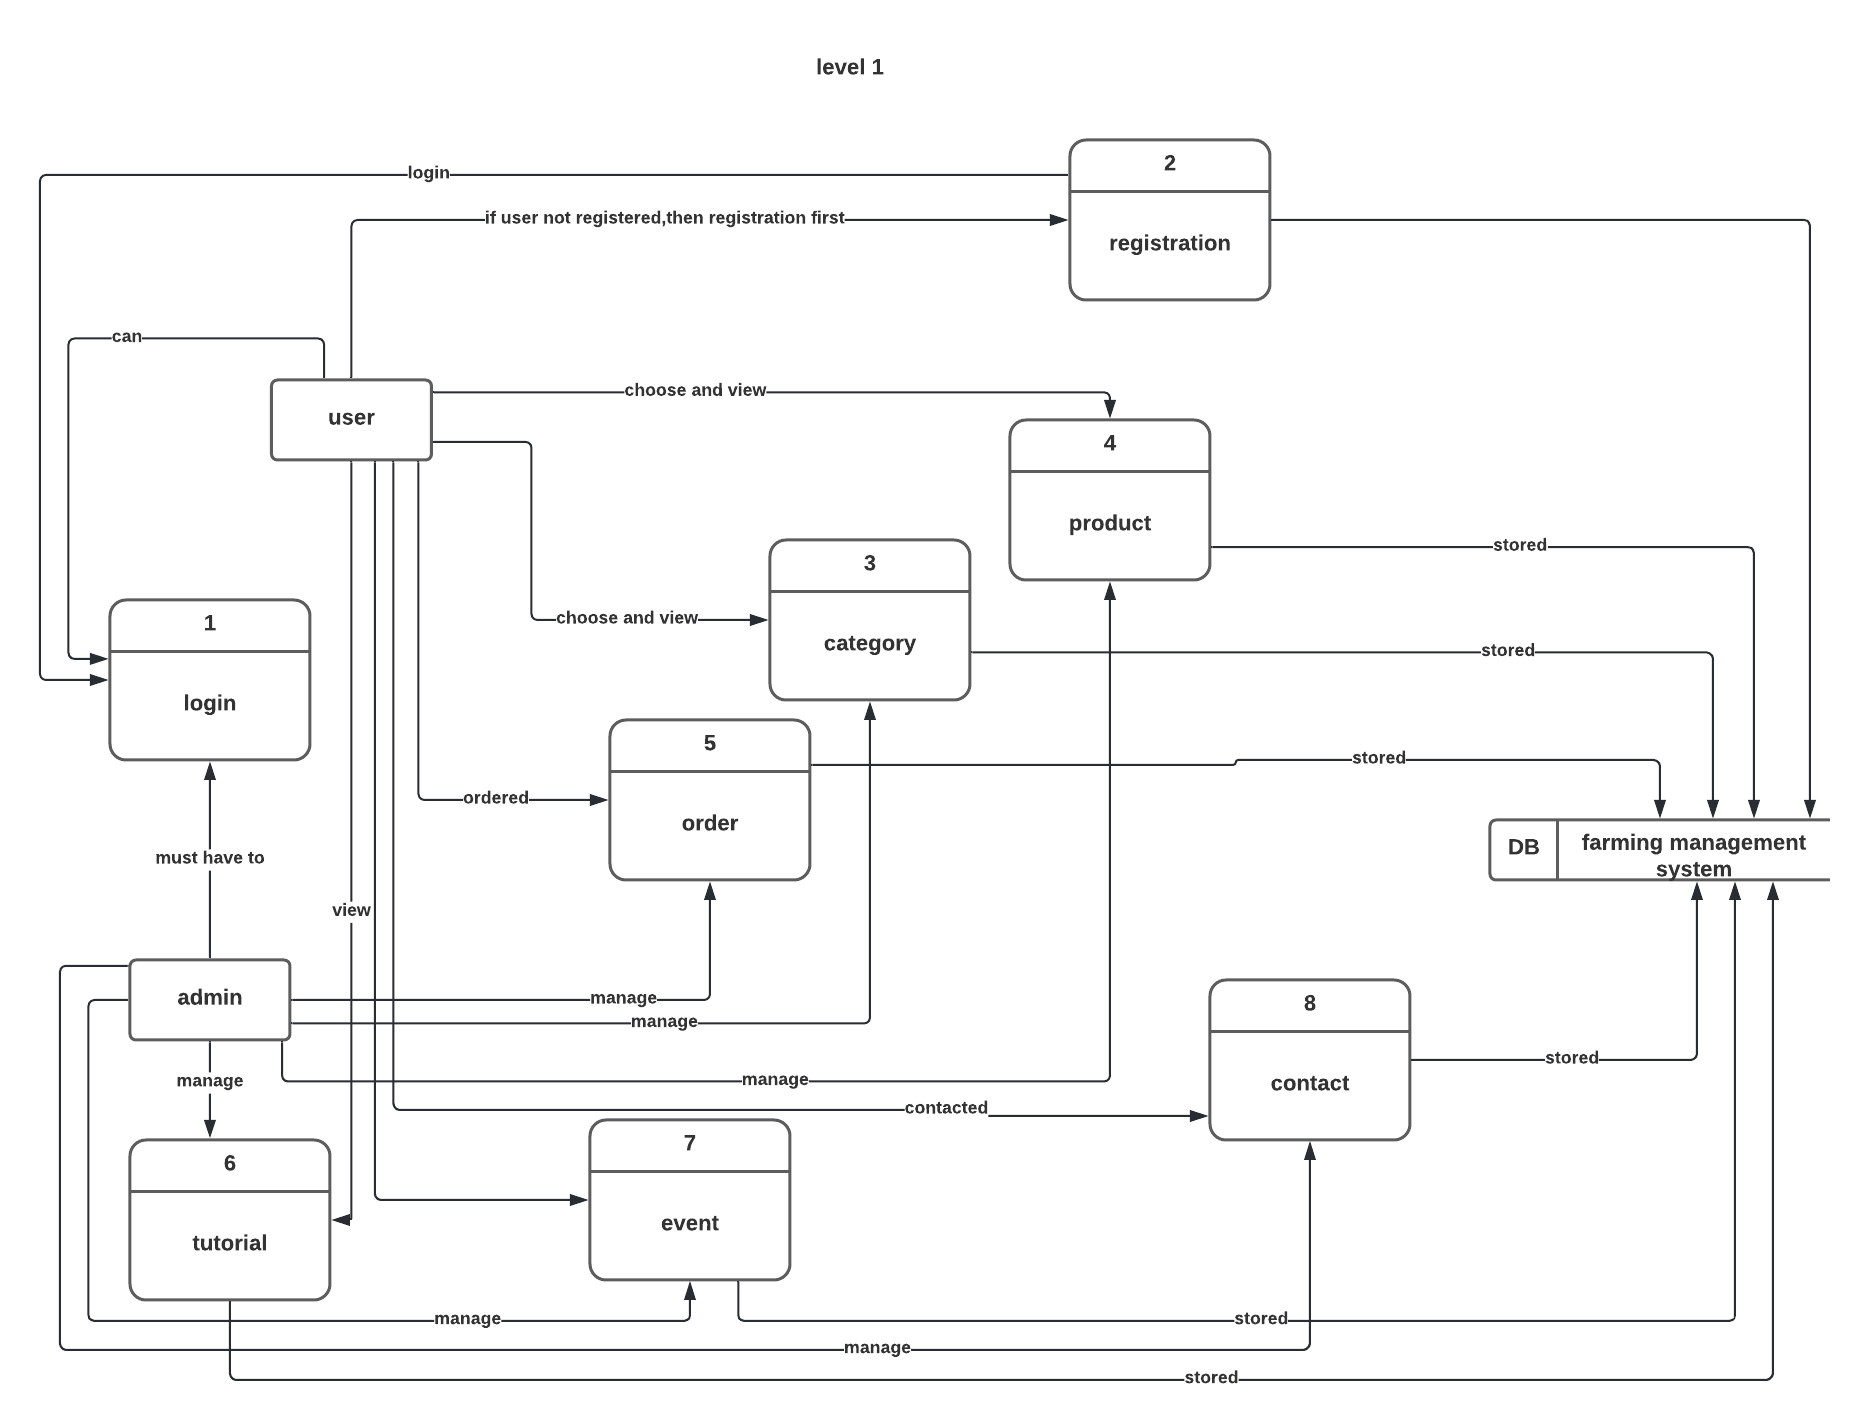 level 1
2
login
if user not registered,then registration first
registration
can
choose and view
user
4
product
stored
3
choose and view
category
stored
1
login
5
stored
ordered
order
DB
farming management
system
must have to
view
admin
manage
manage
8
manage
manage
contact
stored
contacted
6
7
tutorial
event
manage
stored
manage
stored